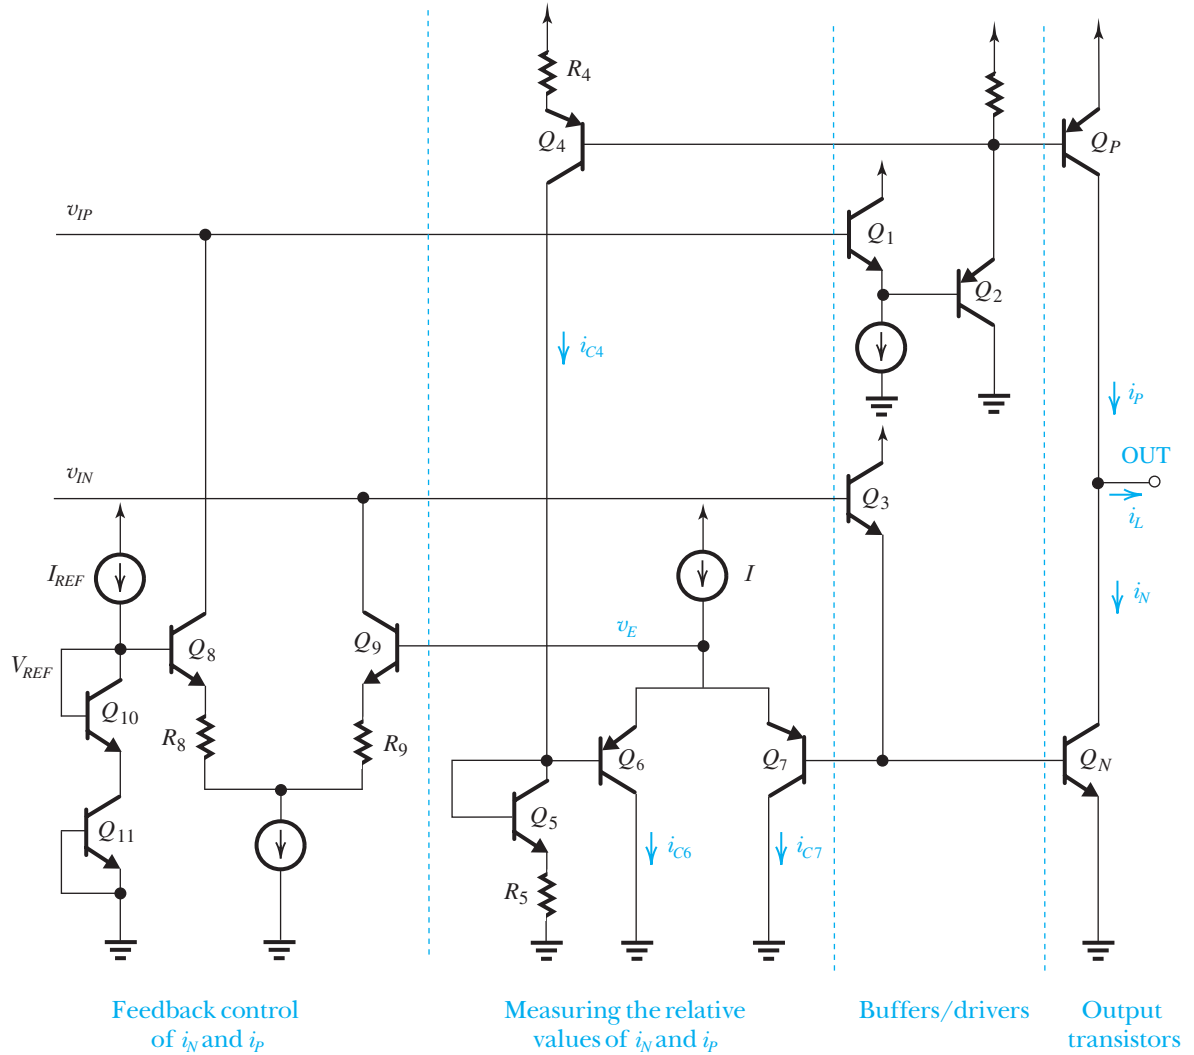 R4
Q4
QP
vIP
Q1
Q2
iC4
iP
OUT
vIN
Q3
iL
IREF
I
iN
vE
Q8
Q9
VREF
Q10
R8
R9
Q6
Q7
QN
Q11
Q5
iC6
iC7
R5
Feedback control
of iN and iP
Measuring the relative
values of iN and iP
Buffers/drivers
Output
transistors